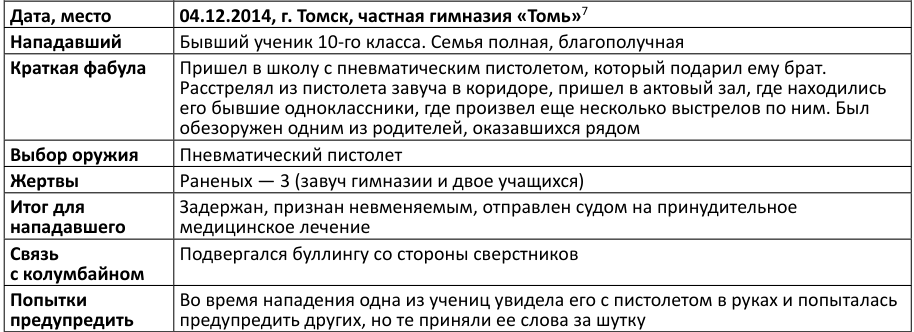 Дата, место 04.12.2014, г. Томск, частная гимназия «Томь»7
Нападавший Бывший ученик 10-го класса. Семья полная, благополучная
Краткая фабула Пришел в школу с пневматическим пистолетом, который подарил ему брат.
Расстрелял из пистолета завуча в коридоре, пришел в актовый зал, где находились
его бывшие одноклассники, где произвел еще несколько выстрелов по ним. Был
обезоружен одним из родителей, оказавшихся рядом
Выбор оружия Пневматический пистолет
Жертвы Раненых — 3 (завуч гимназии и двое учащихся)
Итог для
нападавшего
Задержан, признан невменяемым, отправлен судом на принудительное
медицинское лечение
Связь
с колумбайном
Подвергался буллингу со стороны сверстников
Попытки
предупредить
Во время нападения одна из учениц увидела его с пистолетом в руках и попыталась
предупредить других, но те приняли ее слова за шутку